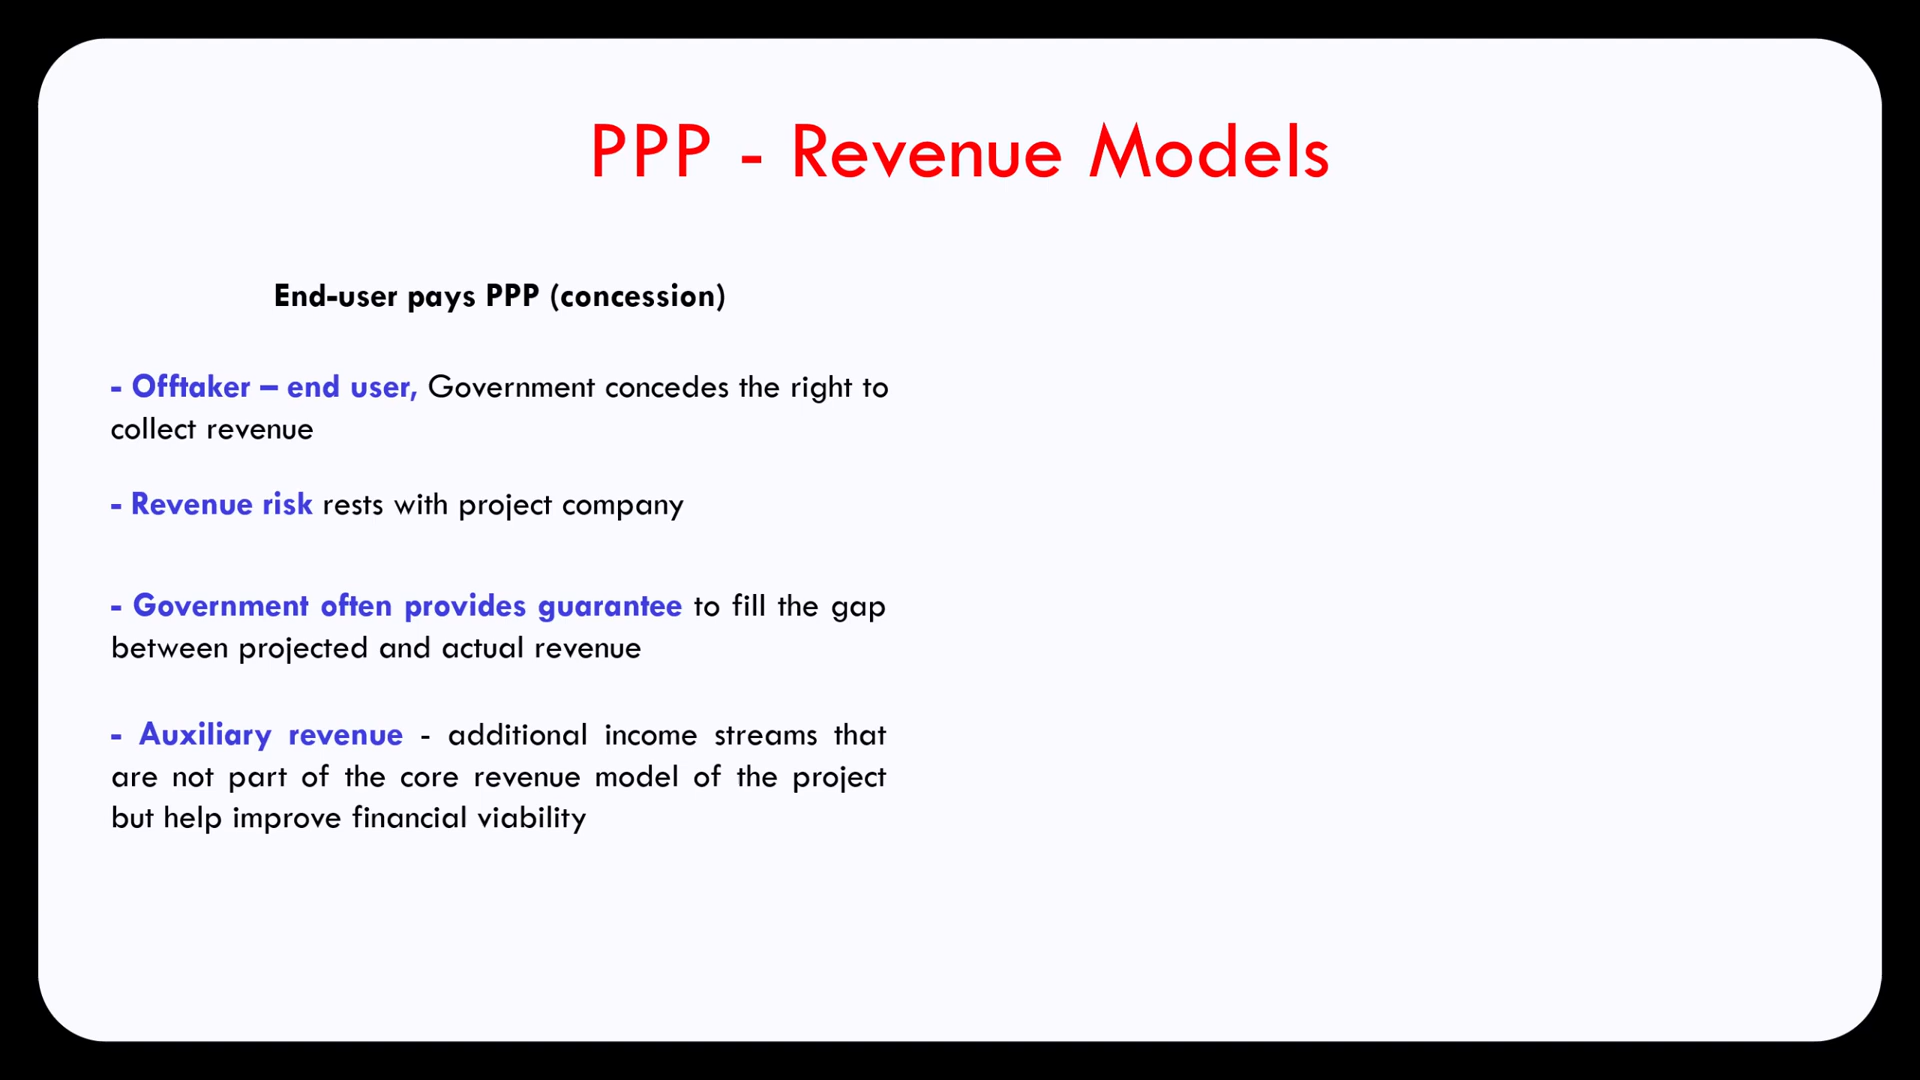 PPP - Revenue Models
End-user pays PPP (concession)
- Offtaker – end user, Government concedes the right to
collect revenue
- Revenue risk rests with project company
- Government often provides guarantee to fill the gap
between projected and actual revenue
- Auxiliary revenue - additional income streams that
are not part of the core revenue model of the project
but help improve financial viability